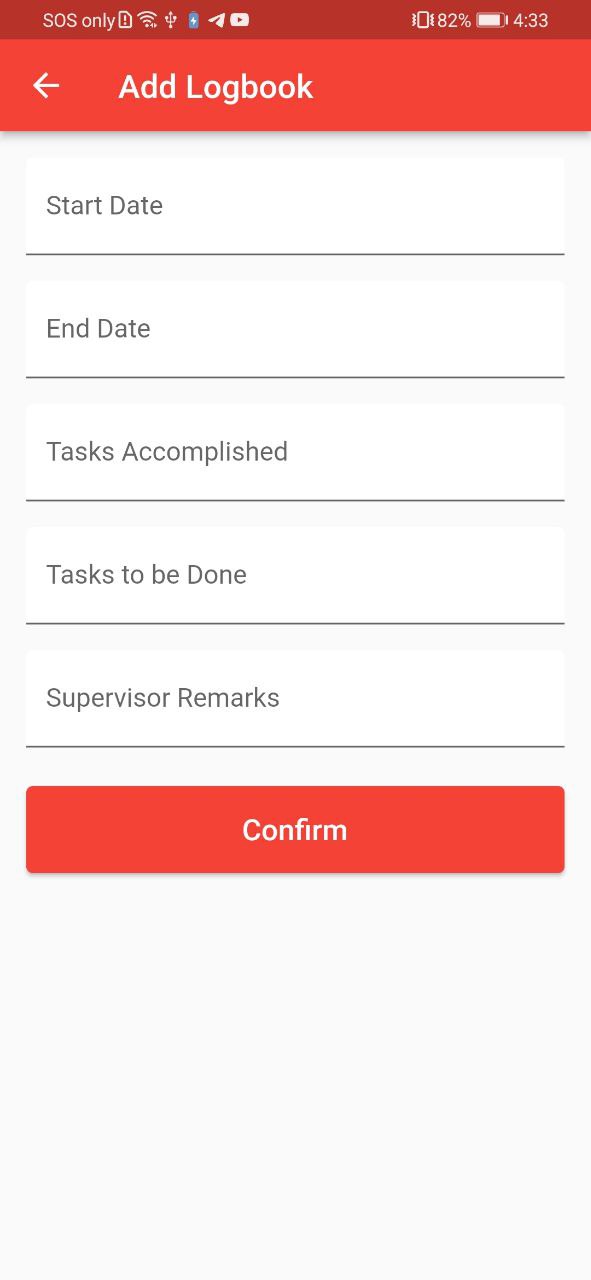 SOS only 82% 4:33
Add Logbook
Start Date
End Date
Tasks Accomplished
Tasks to be Done
Supervisor Remarks
Confirm